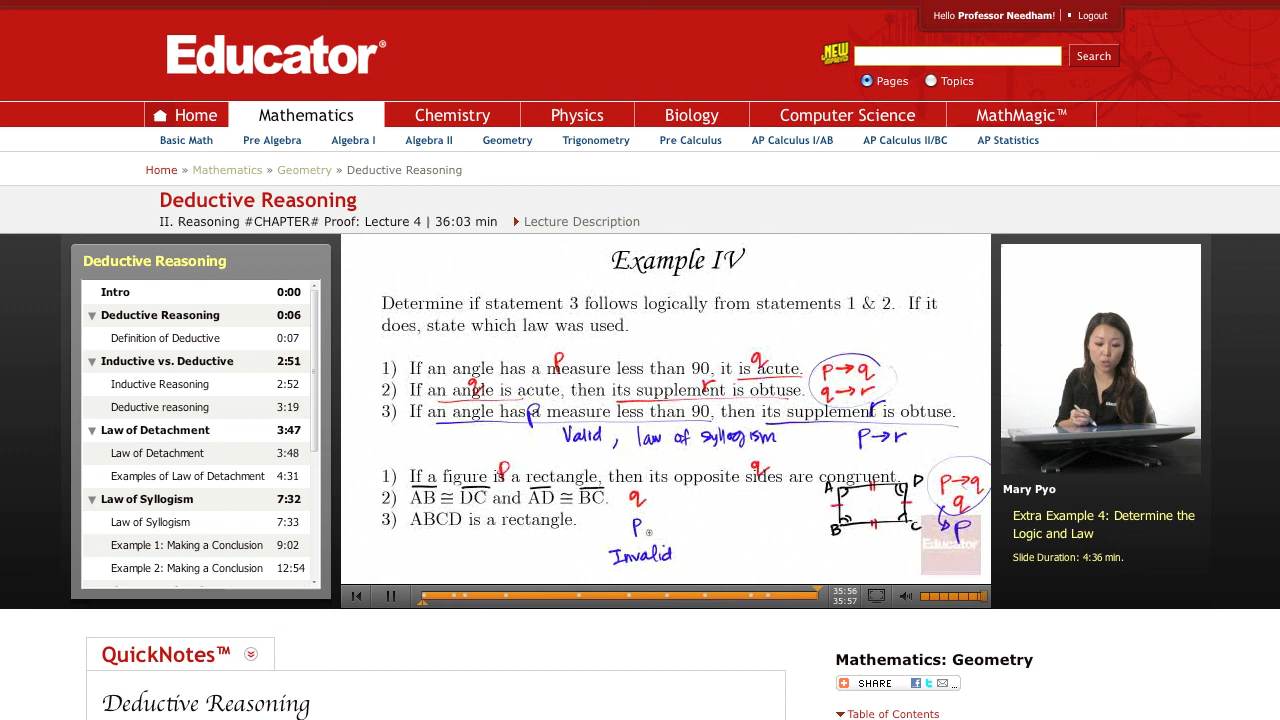 Hello Professor Needham! Logout
Educator®
NEW
IMPROVED
Search
Pages Topics
Home Mathematics Chemistry Physics Biology Computer Science MathMagic™
Basic Math Pre Algebra Algebra I Algebra II Geometry Trigonometry Pre Calculus AP Calculus I/AB AP Calculus II/BC AP Statistics
Home » Mathematics » Geometry » Deductive Reasoning
Deductive Reasoning
II. Reasoning #CHAPTER# Proof: Lecture 4 | 36:03 min Lecture Description
Deductive Reasoning
Intro 0:00
Deductive Reasoning 0:06
Definition of Deductive 0:07
Inductive vs. Deductive 2:51
Inductive Reasoning 2:52
Deductive reasoning 3:19
Law of Detachment 3:47
Law of Detachment 3:48
Examples of Law of Detachment 4:31
Law of Syllogism 7:32
Law of Syllogism 7:33
Example 1: Making a Conclusion 9:02
Example 2: Making a Conclusion 12:54
Example IV
Determine if statement 3 follows logically from statements 1 & 2. If it
does, state which law was used.
p q
1) If an angle has a measure less than 90, it is acute. p→q
q r
2) If an angle is acute, then its supplement is obtuse. q→r
p r
3) If an angle has a measure less than 90, then its supplement is obtuse.
Valid, law of syllogism p→r
p q
1) If a figure is a rectangle, then its opposite sides are congruent. p→q
2) AB ≅ DC and AD ≅ BC. q q
3) ABCD is a rectangle. p p
Invalid
A D
B C
Educator
35:56
35:57
Mary Pyo
Extra Example 4: Determine the
Logic and Law
Slide Duration: 4:36 min.
QuickNotes™
Deductive Reasoning
Mathematics: Geometry
SHARE ...
Table of Contents